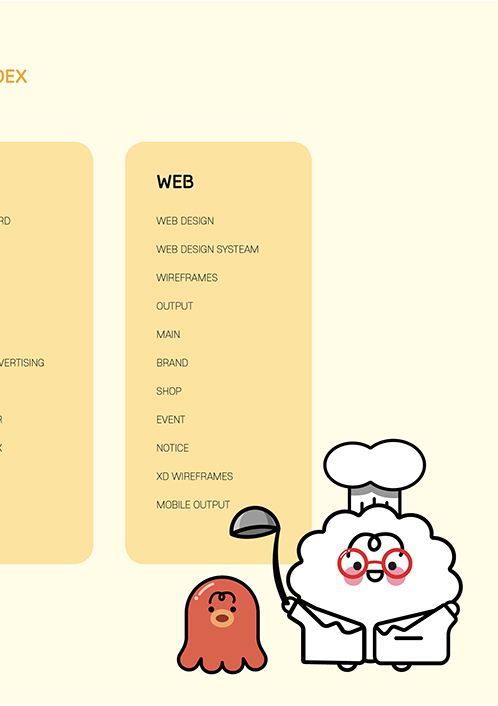 DEX
RD
VERTISING
R
X
WEB
WEB DESIGN
WEB DESIGN SYSTEAM
WIREFRAMES
OUTPUT
MAIN
BRAND
SHOP
EVENT
NOTICE
XD WIREFRAMES
MOBILE OUTPUT